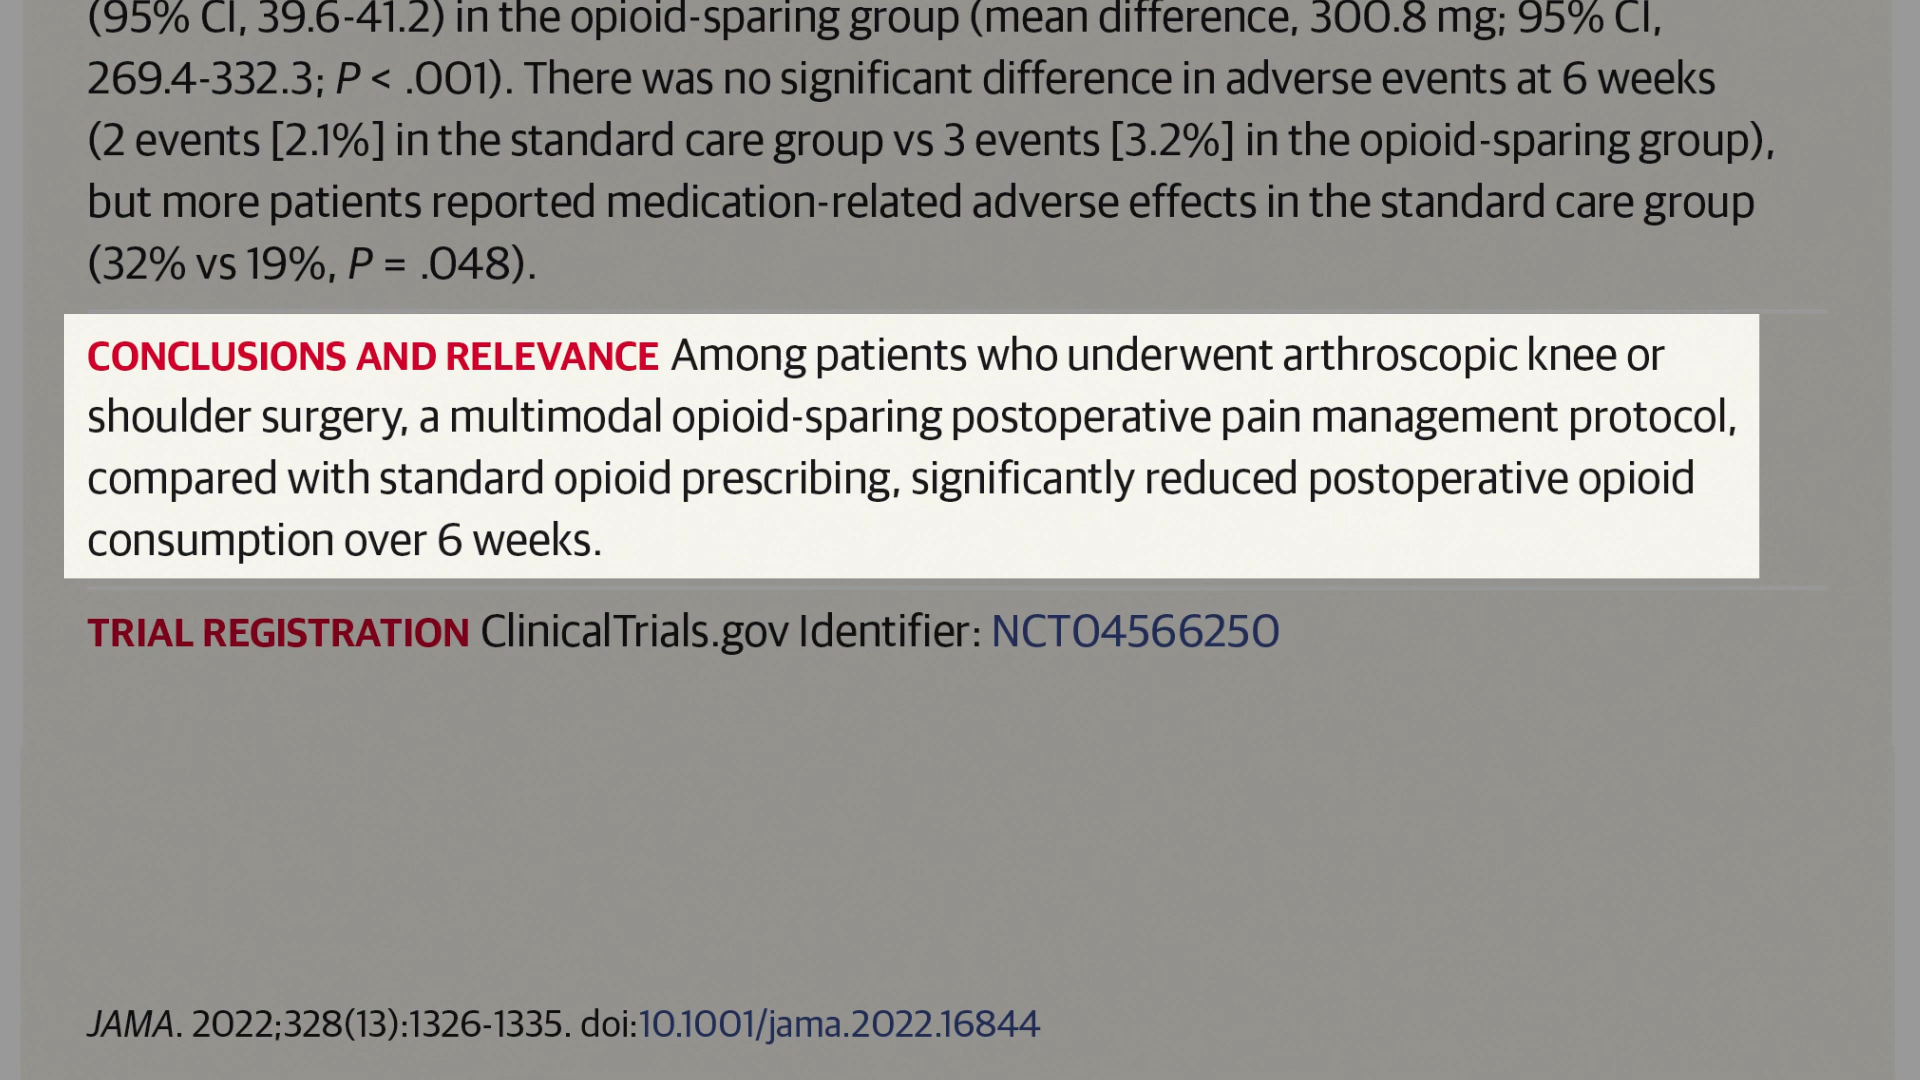 (95% CI, 39.6-41.2) in the opioid-sparing group (mean difference, 300.8 mg; 95% CI,
269.4-332.3; P < .001). There was no significant difference in adverse events at 6 weeks
(2 events [2.1%] in the standard care group vs 3 events [3.2%] in the opioid-sparing group),
but more patients reported medication-related adverse effects in the standard care group
(32% vs 19%, P = .048).
CONCLUSIONS AND RELEVANCE Among patients who underwent arthroscopic knee or
shoulder surgery, a multimodal opioid-sparing postoperative pain management protocol,
compared with standard opioid prescribing, significantly reduced postoperative opioid
consumption over 6 weeks.
TRIAL REGISTRATION ClinicalTrials.gov Identifier: NCT04566250
JAMA. 2022;328(13):1326-1335. doi:10.1001/jama.2022.16844